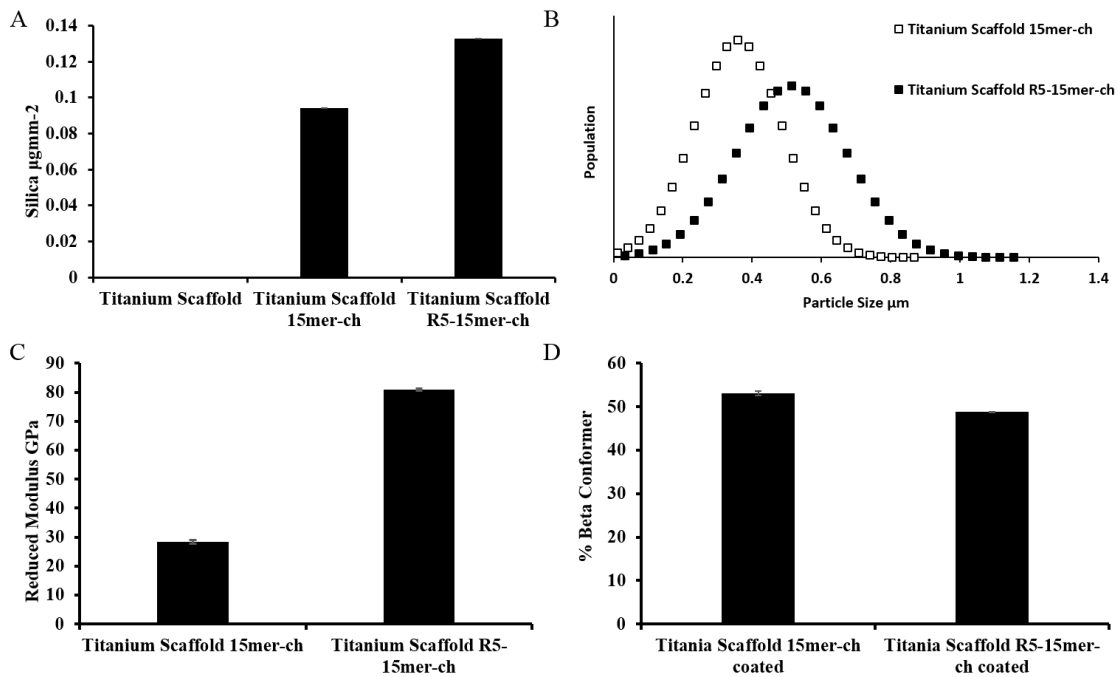 A
Silica µgmm-2
0.14
0.12
0.1
0.08
0.06
0.04
0.02
0
Titanium Scaffold
Titanium Scaffold
15mer-ch
Titanium Scaffold
R5-15mer-ch
B
Population
Titanium Scaffold 15mer-ch
Titanium Scaffold R5-15mer-ch
0
0.2
0.4
0.6
0.8
1
1.2
1.4
Particle Size µm
C
Reduced Modulus GPa
90
80
70
60
50
40
30
20
10
0
Titanium Scaffold 15mer-ch
Titanium Scaffold R5-
15mer-ch
D
% Beta Conformer
60
50
40
30
20
10
0
Titania Scaffold 15mer-ch
coated
Titania Scaffold R5-15mer-
ch coated